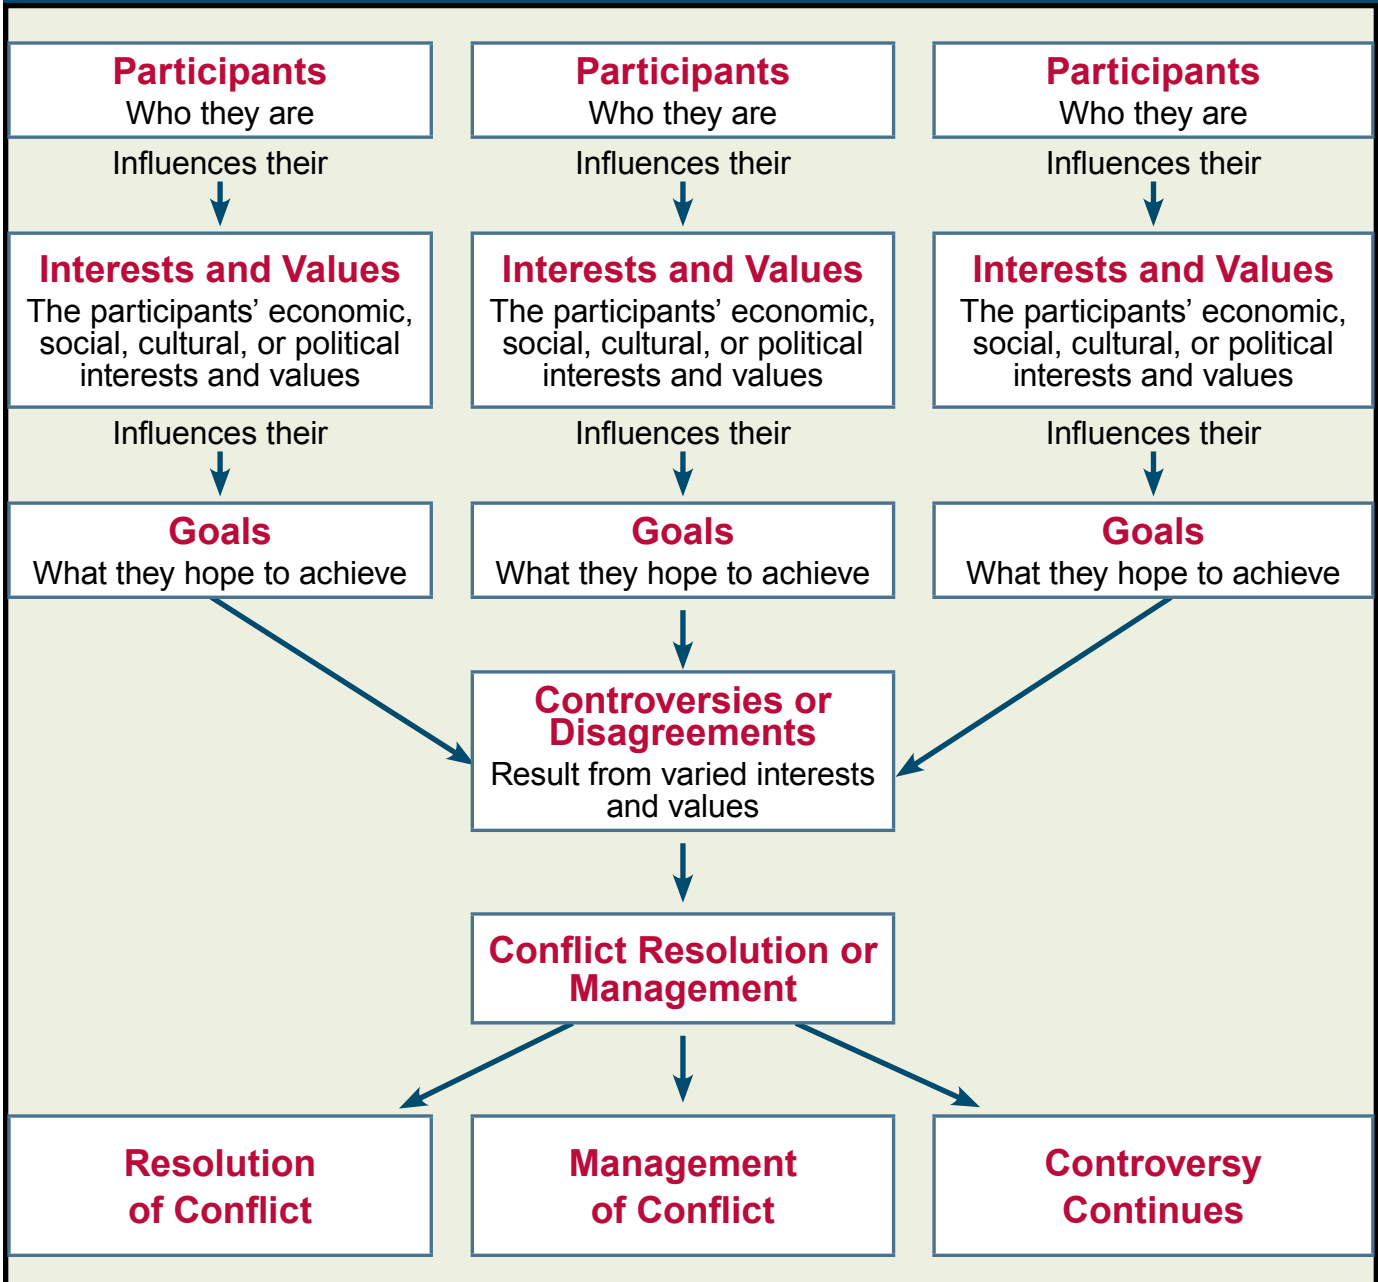 Participants
Who they are
Participants
Who they are
Participants
Who they are
Influences their
Influences their
Influences their
Interests and Values
The participants’ economic,
social, cultural, or political
interests and values
Interests and Values
The participants’ economic,
social, cultural, or political
interests and values
Interests and Values
The participants’ economic,
social, cultural, or political
interests and values
Influences their
Influences their
Influences their
Goals
What they hope to achieve
Goals
What they hope to achieve
Goals
What they hope to achieve
Controversies or
Disagreements
Result from varied interests
and values
Conflict Resolution or
Management
Resolution
of Conflict
Management
of Conflict
Controversy
Continues